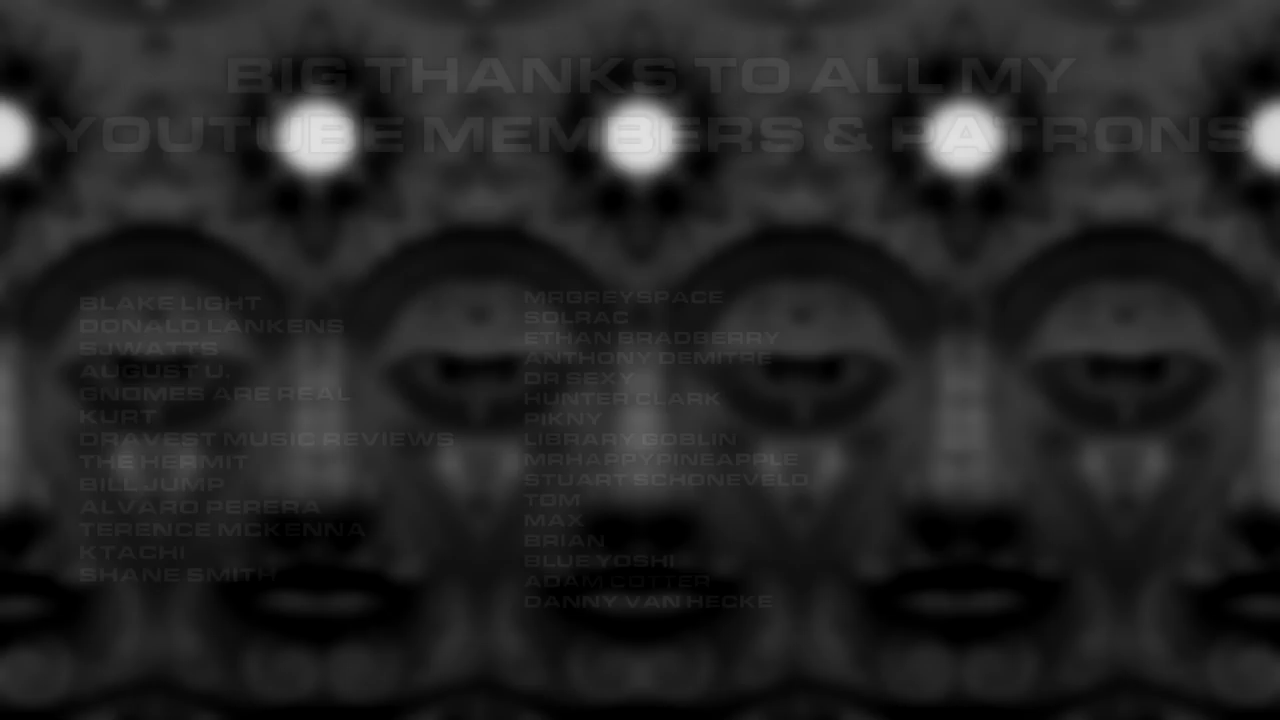 BIG THANKS TO ALL MY
YOUTUBE MEMBERS & PATRONS
BLAKE LIGHT
DONALD LANKENS
SJWATTS
AUGUST U.
GNOMES ARE REAL
KURT
DRAVEST MUSIC REVIEWS
THE HERMIT
BILL JUMP
ALVARO PERERA
TERENCE MCKENNA
KTACHI
SHANE SMITH
MRGREYSPACE
SOLRAC
ETHAN BRADBERRY
ANTHONY DEMITRE
DR SEXY
HUNTER CLARK
PIKNY
LIBRARY GOBLIN
MRHAPPYPINEAPPLE
STUART SCHONEVELD
TOM
MAX
BRIAN
BLUE YOSHI
ADAM COTTER
DANNY VAN HECKE